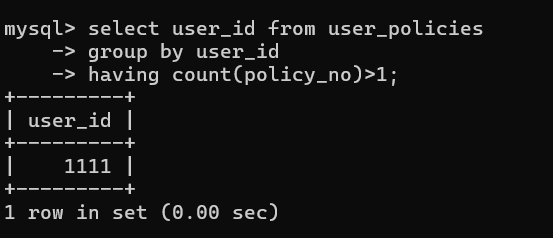 mysql> select user_id from user_policies
    -> group by user_id
    -> having count(policy_no)>1;
+---------+
| user_id |
+---------+
|    1111 |
+---------+
1 row in set (0.00 sec)